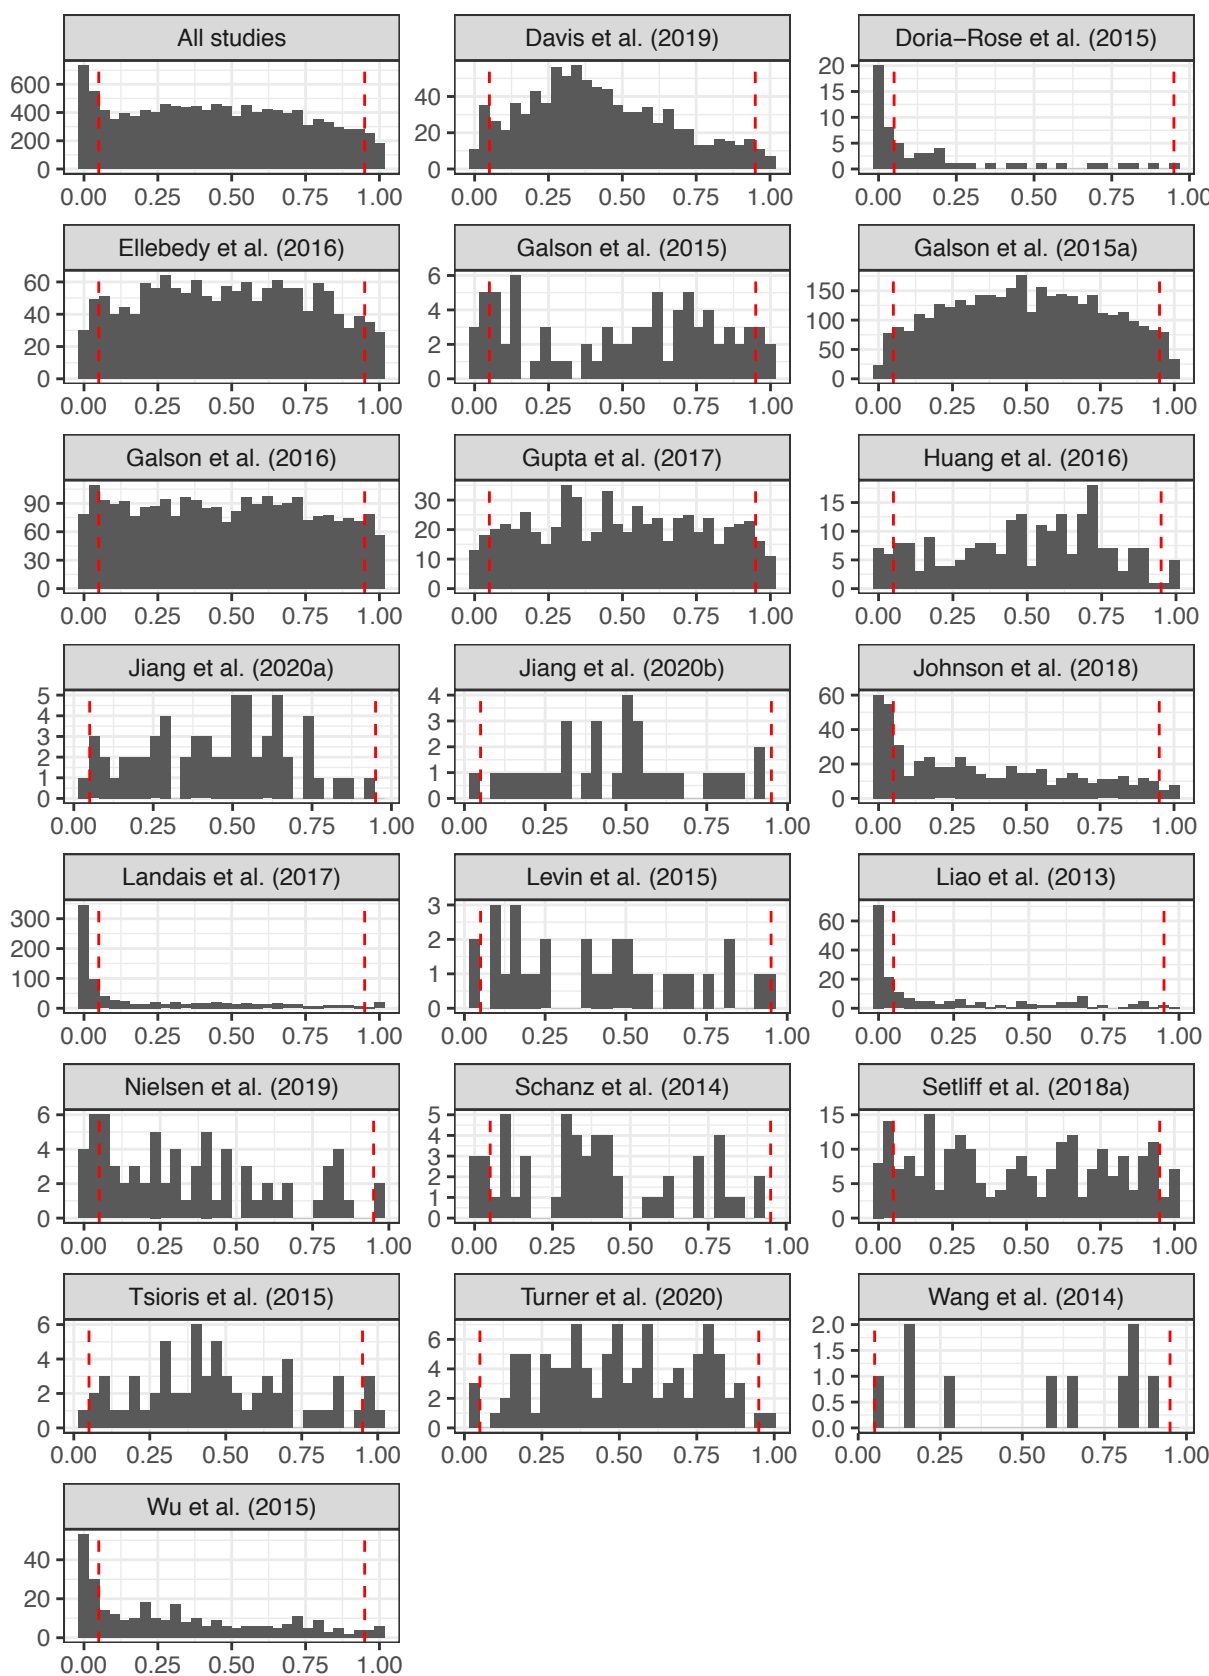 All studies
Davis et al. (2019)
Doria−Rose et al. (2015)
600
400
200
0
40
20
0
20
15
10
5
0
0.00 0.25 0.50 0.75 1.00
0.00 0.25 0.50 0.75 1.00
0.00 0.25 0.50 0.75 1.00
Ellebedy et al. (2016)
Galson et al. (2015)
Galson et al. (2015a)
60
40
20
0
6
4
2
0
150
100
50
0
0.00 0.25 0.50 0.75 1.00
0.00 0.25 0.50 0.75 1.00
0.00 0.25 0.50 0.75 1.00
Galson et al. (2016)
Gupta et al. (2017)
Huang et al. (2016)
90
60
30
0
30
20
10
0
15
10
5
0
0.00 0.25 0.50 0.75 1.00
0.00 0.25 0.50 0.75 1.00
0.00 0.25 0.50 0.75 1.00
Jiang et al. (2020a)
Jiang et al. (2020b)
Johnson et al. (2018)
5
4
3
2
1
0
4
3
2
1
0
60
40
20
0
0.00 0.25 0.50 0.75 1.00
0.00 0.25 0.50 0.75 1.00
0.00 0.25 0.50 0.75 1.00
Landais et al. (2017)
Levin et al. (2015)
Liao et al. (2013)
300
200
100
0
3
2
1
0
60
40
20
0
0.00 0.25 0.50 0.75 1.00
0.00 0.25 0.50 0.75 1.00
0.00 0.25 0.50 0.75 1.00
Nielsen et al. (2019)
Schanz et al. (2014)
Setliff et al. (2018a)
6
4
2
0
5
4
3
2
1
0
15
10
5
0
0.00 0.25 0.50 0.75 1.00
0.00 0.25 0.50 0.75 1.00
0.00 0.25 0.50 0.75 1.00
Tsioris et al. (2015)
Turner et al. (2020)
Wang et al. (2014)
6
4
2
0
6
4
2
0
2.0
1.5
1.0
0.5
0.0
0.00 0.25 0.50 0.75 1.00
0.00 0.25 0.50 0.75 1.00
0.00 0.25 0.50 0.75 1.00
Wu et al. (2015)
40
20
0
0.00 0.25 0.50 0.75 1.00